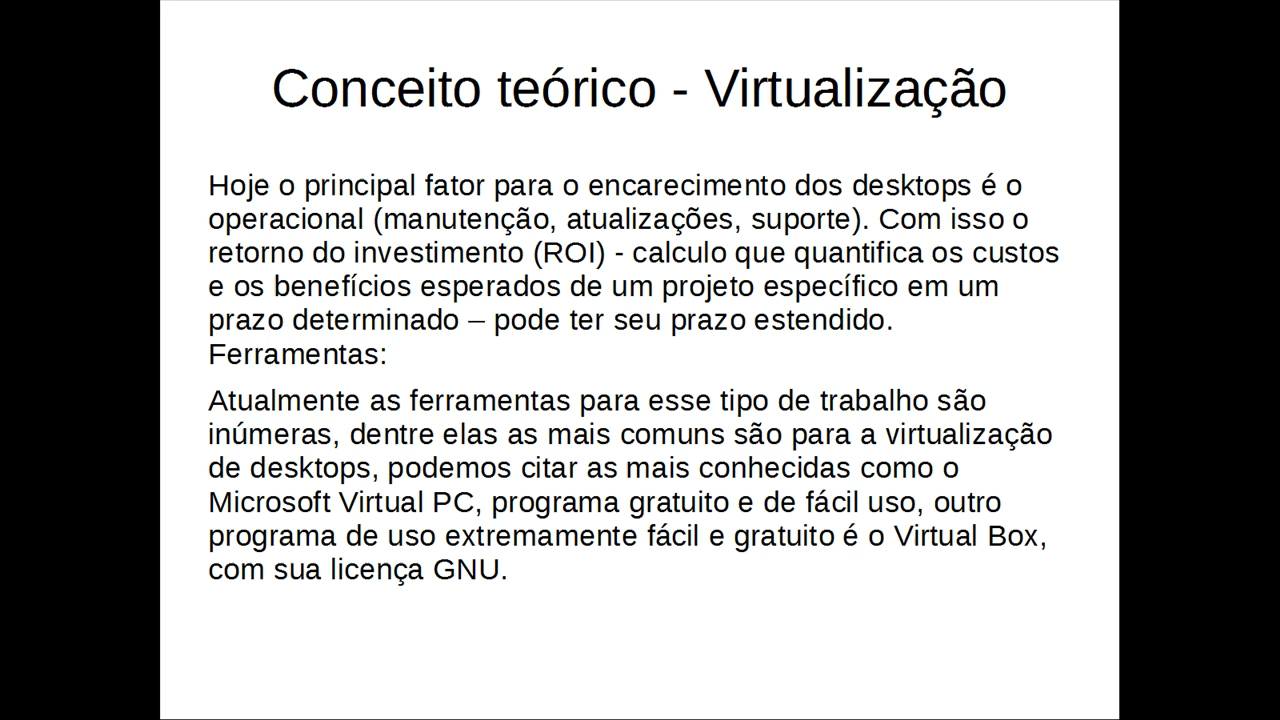 Conceito teórico - Virtualização
Hoje o principal fator para o encarecimento dos desktops é o
operacional (manutenção, atualizações, suporte). Com isso o
retorno do investimento (ROI) - calculo que quantifica os custos
e os benefícios esperados de um projeto específico em um
prazo determinado – pode ter seu prazo estendido.
Ferramentas:
Atualmente as ferramentas para esse tipo de trabalho são
inúmeras, dentre elas as mais comuns são para a virtualização
de desktops, podemos citar as mais conhecidas como o
Microsoft Virtual PC, programa gratuito e de fácil uso, outro
programa de uso extremamente fácil e gratuito é o Virtual Box,
com sua licença GNU.